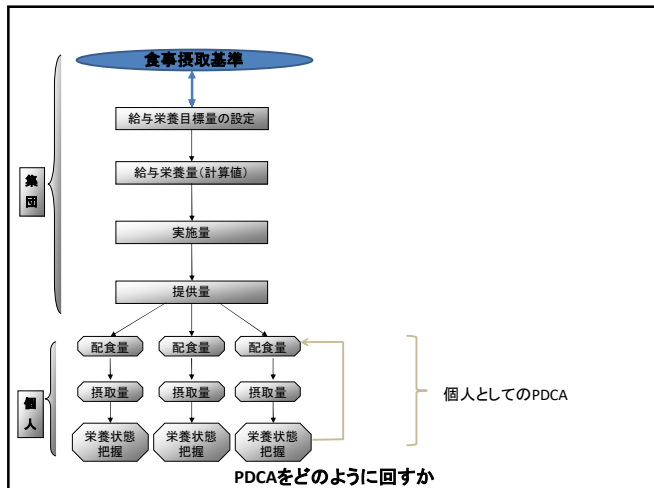 食事摂取基準
給与栄養目標量の設定
給与栄養量(計算値)
集団
実施量
提供量
配食量 配食量 配食量
摂取量 摂取量 摂取量
個人
個人としてのPDCA
栄養状態 栄養状態 栄養状態
把握 把握 把握
PDCAをどのように回すか